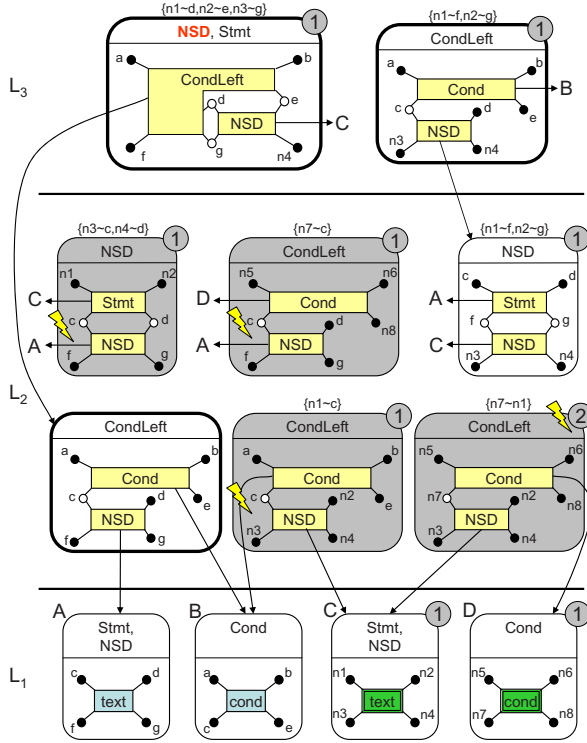 {n1~d,n2~e,n3~g}
1
NSD, Stmt
a
b
CondLeft
d
e
NSD
C
f
g
n4
{n1~f,n2~g}
1
CondLeft
a
b
Cond
B
c
d
e
NSD
n3
n4
L3
{n3~c,n4~d}
1
NSD
n1
n2
C
Stmt
c
d
A
NSD
f
g
{n7~c}
1
CondLeft
n5
n6
D
Cond
c
d
n8
A
NSD
f
g
{n1~f,n2~g}
1
NSD
c
d
A
Stmt
f
g
C
NSD
n3
n4
L2
CondLeft
a
b
Cond
c
d
e
NSD
f
g
{n1~c}
1
CondLeft
a
b
Cond
c
n2
e
n3
NSD
n4
{n7~n1}
2
CondLeft
n5
n6
Cond
n7
n2
n8
NSD
n3
n4
L1
A
Stmt,
NSD
c
d
text
f
g
B
Cond
a
b
cond
c
e
C
1
Stmt,
NSD
n1
n2
text
n3
n4
D
1
Cond
n5
n6
cond
n7
n8